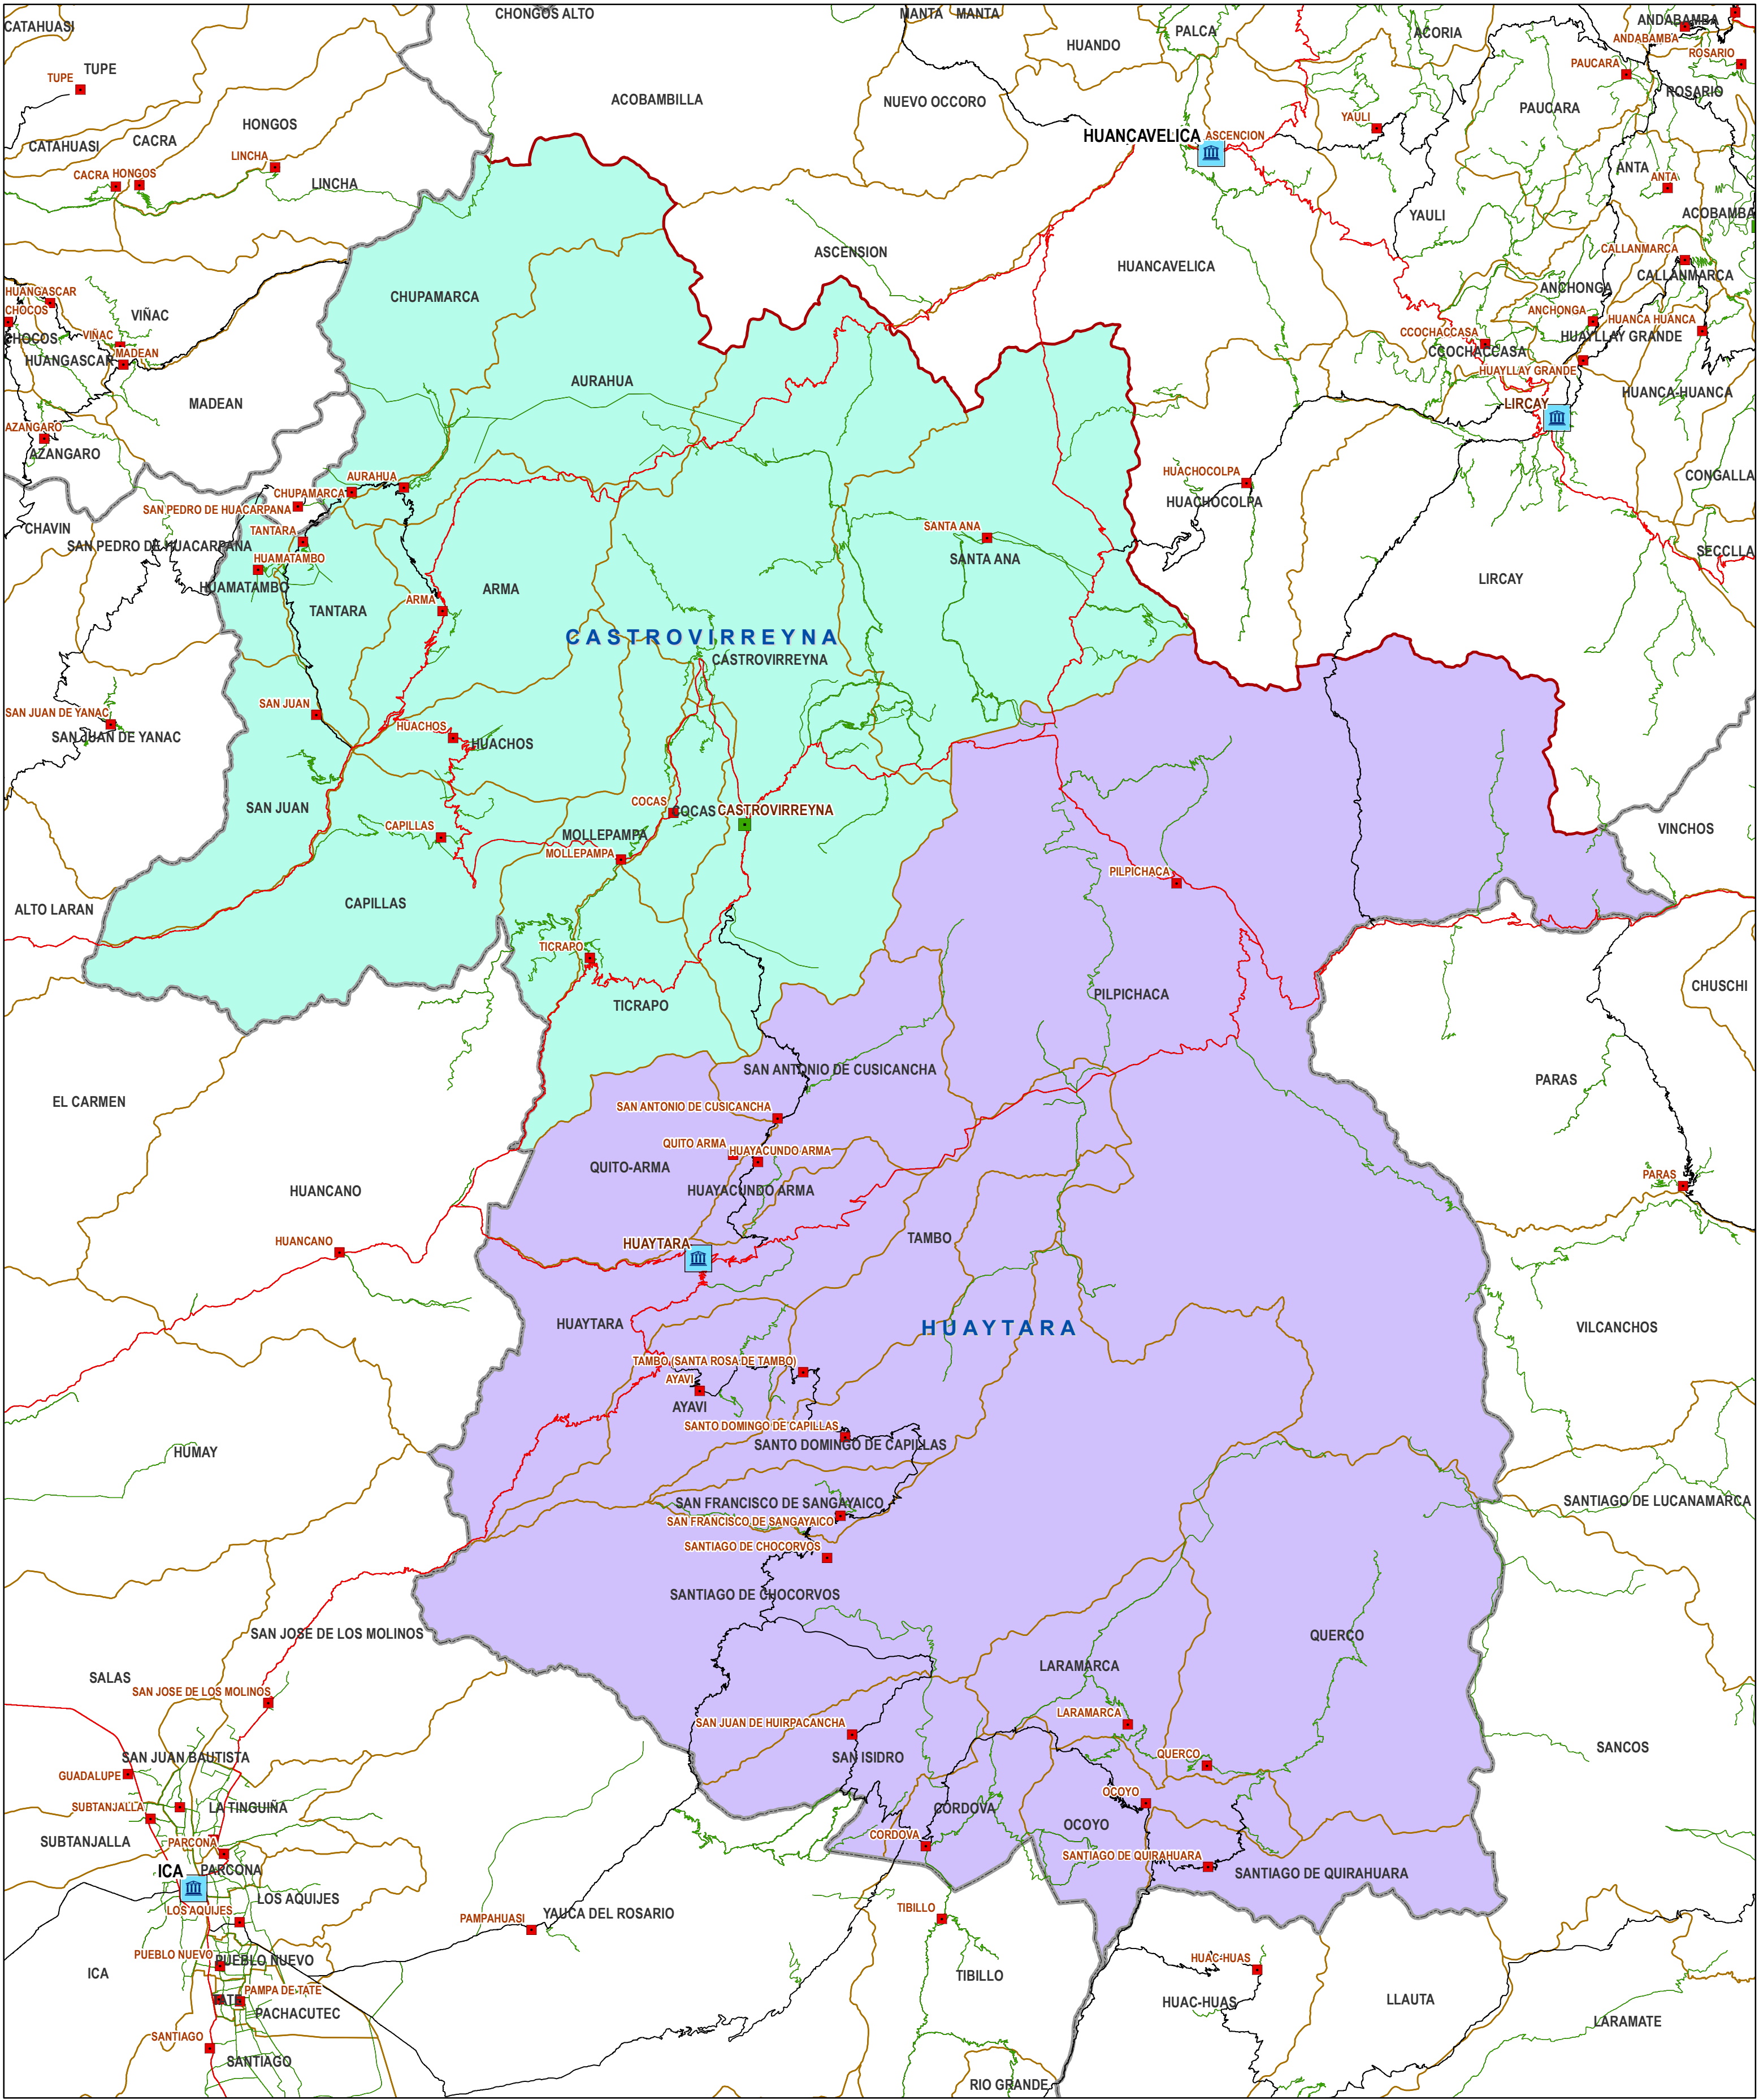 CHONGOS ALTO
MANTA
MANTA
CATAHUASI
PALCA
ANDABAMBA
ACORIA
ANDABAMBA
HUANDO
ROSARIO
TUPE
TUPE
PAUCARA
ROSARIO
ACOBAMBILLA
NUEVO OCCORO
PAUCARA
YAULI
HONGOS
HUANCAVELICA
ASCENCION
CACRA
CATAHUASI
LINCHA
ANTA
ANTA
CACRA
HONGOS
LINCHA
YAULI
ACOBAMBA
ASCENSION
HUANCAVELICA
CALLANMARCA
CALLANMARCA
ANCHONGA
HUANGASCAR
CHUPAMARCA
CHOCOS
VIÑAC
ANCHONGA
HUANCA HUANCA
CHOCOS
VIÑAC
CCOCHACCASA
HUAYLLAY GRANDE
MADEAN
CCOCHACCASA
HUANGASCAR
HUAYLLAY GRANDE
AURAHUA
HUANCA-HUANCA
MADEAN
LIRCAY
AZANGARO
AZANGARO
HUACHOCOLPA
AURAHUA
CONGALLA
CHUPAMARCA
HUACHOCOLPA
SAN PEDRO DE HUACARPANA
CHAVIN
SANTA ANA
TANTARA
SAN PEDRO DE HUACARPANA
SECCLLA
HUAMATAMBO
SANTA ANA
LIRCAY
HUAMATAMBO
ARMA
ARMA
TANTARA
CASTROVIRREYNA
CASTROVIRREYNA
SAN JUAN
SAN JUAN DE YANAC
HUACHOS
SAN JUAN DE YANAC
HUACHOS
COCAS
SAN JUAN
COCAS
CASTROVIRREYNA
CAPILLAS
MOLLEPAMPA
VINCHOS
MOLLEPAMPA
PILPICHACA
CAPILLAS
ALTO LARAN
TICRAPO
CHUSCHI
PILPICHACA
TICRAPO
SAN ANTONIO DE CUSICANCHA
PARAS
EL CARMEN
SAN ANTONIO DE CUSICANCHA
QUITO ARMA
HUAYACUNDO ARMA
QUITO-ARMA
PARAS
HUANCANO
HUAYACUNDO ARMA
TAMBO
HUANCANO
HUAYTARA
HUAYTARA
HUAYTARA
VILCANCHOS
TAMBO (SANTA ROSA DE TAMBO)
AYAVI
AYAVI
SANTO DOMINGO DE CAPILLAS
SANTO DOMINGO DE CAPILLAS
HUMAY
SAN FRANCISCO DE SANGAYAICO
SANTIAGO DE LUCANAMARCA
SAN FRANCISCO DE SANGAYAICO
SANTIAGO DE CHOCORVOS
SANTIAGO DE CHOCORVOS
SAN JOSE DE LOS MOLINOS
QUERCO
LARAMARCA
SALAS
SAN JOSE DE LOS MOLINOS
LARAMARCA
SAN JUAN DE HUIRPACANCHA
SANCOS
SAN JUAN BAUTISTA
SAN ISIDRO
QUERCO
GUADALUPE
OCOYO
SUBTANJALLA
LA TINGUIÑA
CORDOVA
OCOYO
SUBTANJALLA
PARCONA
CORDOVA
SANTIAGO DE QUIRAHUARA
ICA
PARCONA
SANTIAGO DE QUIRAHUARA
LOS AQUIJES
LOS AQUIJES
TIBILLO
PAMPAHUASI
YAUCA DEL ROSARIO
PUEBLO NUEVO
PUEBLO NUEVO
HUAC-HUAS
ICA
TIBILLO
PAMPA DE TATE
TATE
HUAC-HUAS
LLAUTA
PACHACUTEC
LARAMATE
SANTIAGO
SANTIAGO
RIO GRANDE